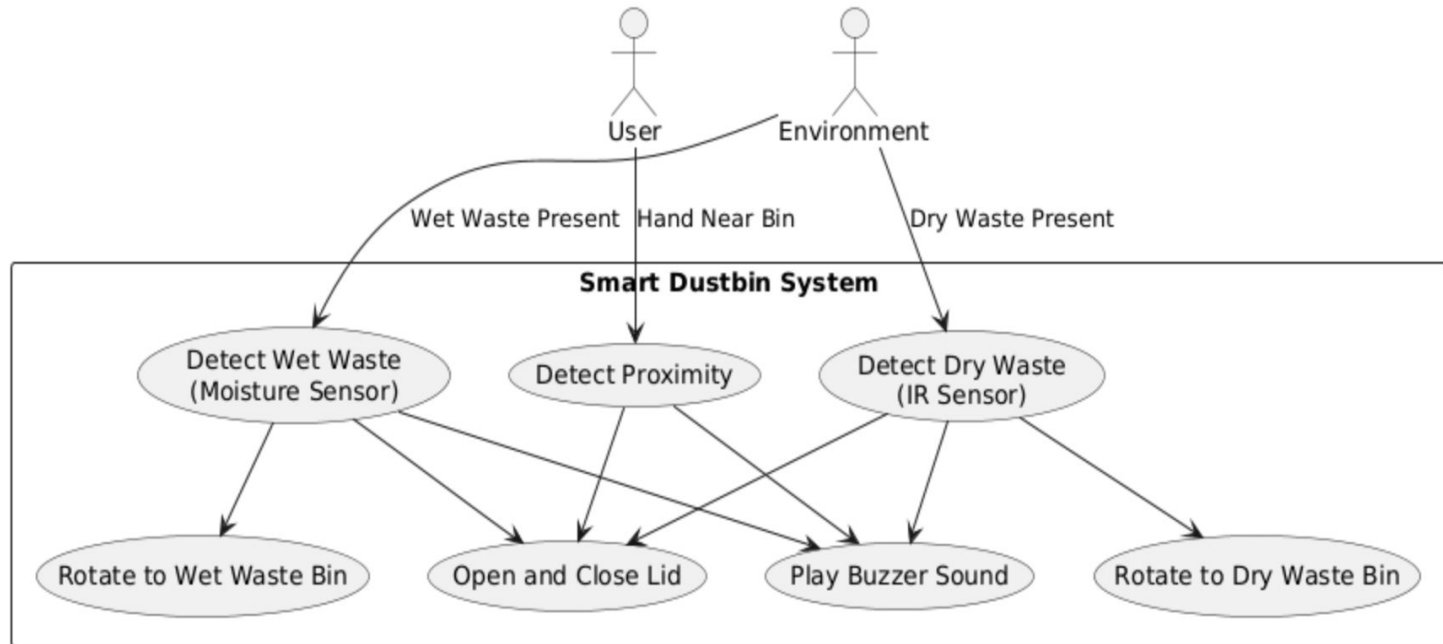 User
Environment
Wet Waste Present
Hand Near Bin
Dry Waste Present
Smart Dustbin System
Detect Wet Waste
(Moisture Sensor)
Detect Proximity
Detect Dry Waste
(IR Sensor)
Rotate to Wet Waste Bin
Open and Close Lid
Play Buzzer Sound
Rotate to Dry Waste Bin